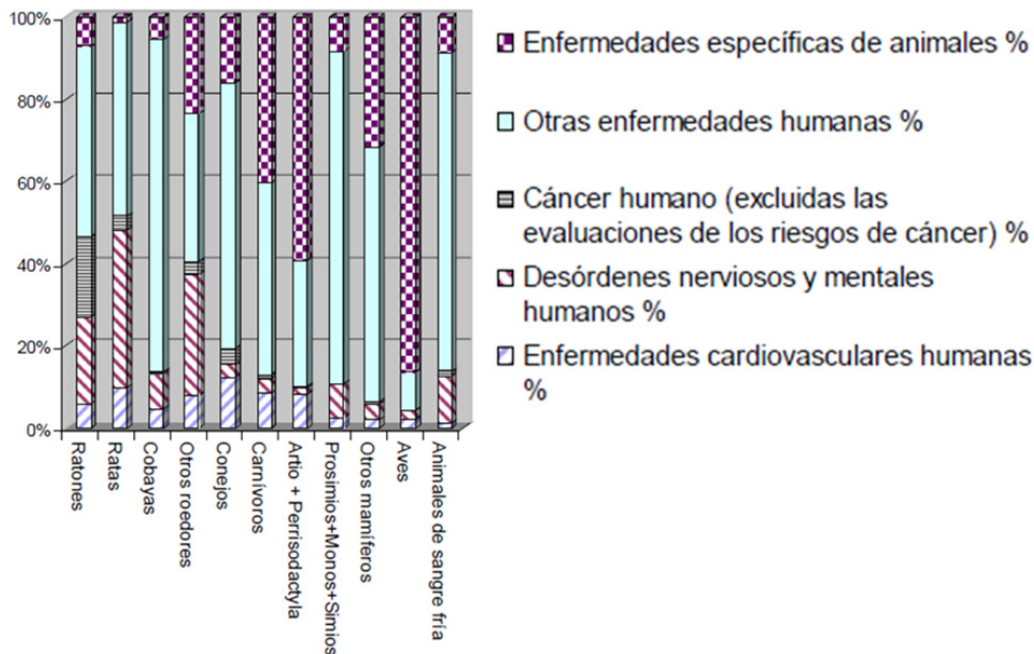 100%
80%
60%
40%
20%
0%
Ratones
Ratas
Cobayas
Otros roedores
Conejos
Carnívoros
Artio + Perrisodactyla
Prosimios+Monos+Simios
Otros mamíferos
Aves
Animales de sangre fría
Enfermedades específicas de animales %
Otras enfermedades humanas %
Cáncer humano (excluidas las
evaluaciones de los riesgos de cáncer) %
Desórdenes nerviosos y mentales
humanos %
Enfermedades cardiovasculares humanas
%